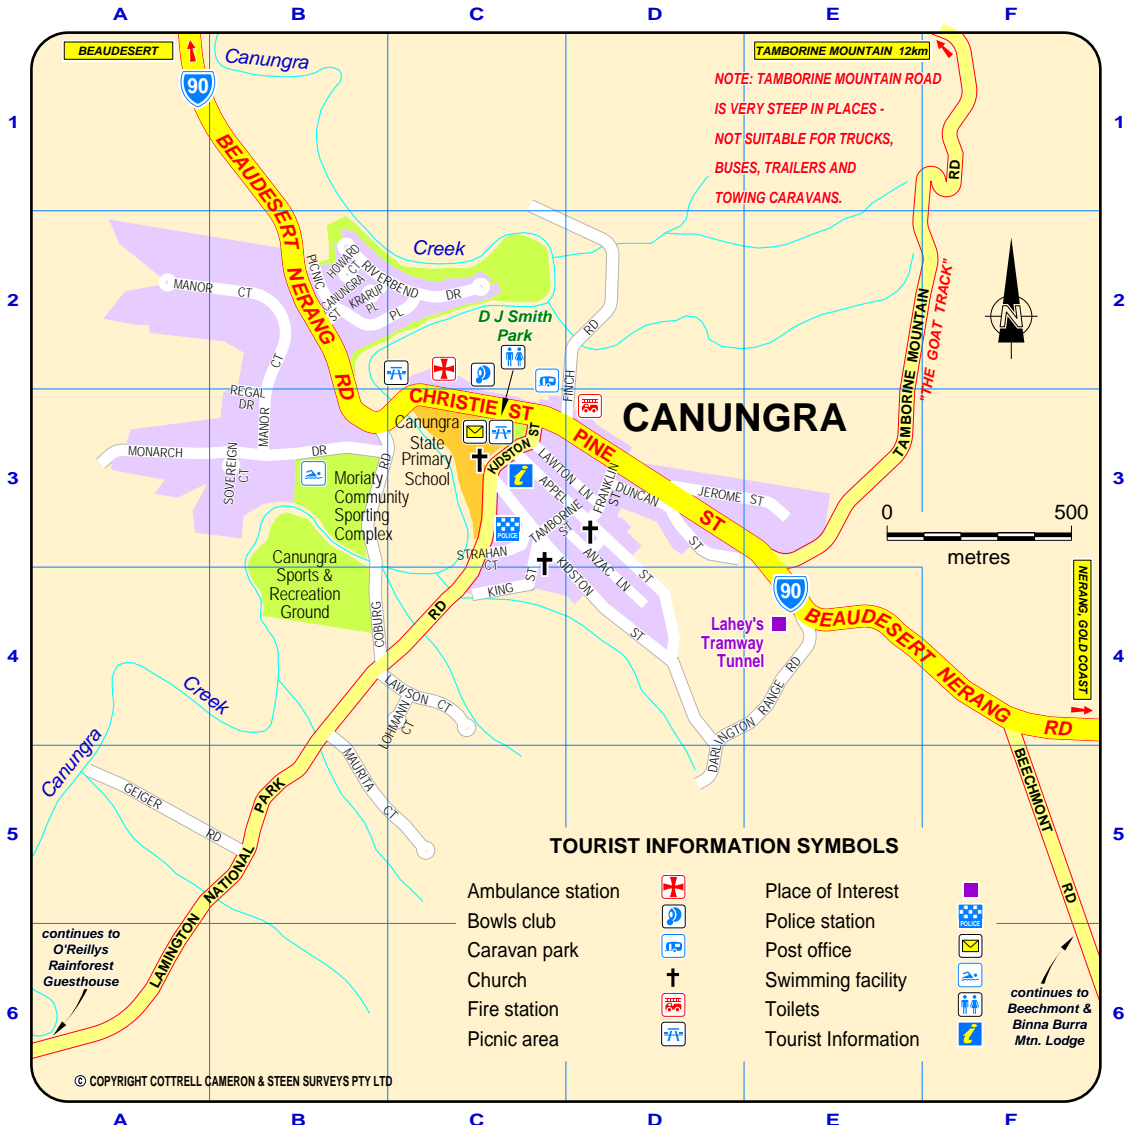 A B C D E F
BEAUDESERT
TAMBORINE MOUNTAIN 12km
Canungra
90
NOTE: TAMBORINE MOUNTAIN ROAD
IS VERY STEEP IN PLACES -
NOT SUITABLE FOR TRUCKS,
BUSES, TRAILERS AND
TOWING CARAVANS.
1 1
BEAUDESERT NERANG RD
RD
Creek
HOWARD CT
PICNIC
RIVERBEND DR
CANUNGRA ST
KRARUP PL
PL
MANOR CT
2 2
D J Smith
Park
RD
FINCH
N
TAMBORINE MOUNTAIN
"THE GOAT TRACK"
CT
MANOR
REGAL
DR
CHRISTIE ST
CANUNGRA
Canungra
State
Primary
School
KIDSTON ST
PINE ST
MONARCH DR
RD
SOVEREIGN
CT
LAWTON LN
APPEL
ST
FRANKLIN
ST
DUNCAN
ST
JEROME ST
3 3
Moriaty
Community
Sporting
Complex
TAMBORINE
ST
POLICE
0 500
metres
STRAHAN
CT
ANZAC LN
Canungra
Sports &
Recreation
Ground
KING ST
KIDSTON
ST
90
NERANG, GOLD COAST
COBURG
RD
Lahey's
Tramway
Tunnel
BEAUDESERT NERANG RD
4 4
Creek
LAWSON CT
LOHMANN
CT
DARLINGTON RANGE RD
Canungra
MAURITA CT
BEECHMONT RD
GEIGER RD
5 5
LAMINGTON NATIONAL PARK
TOURIST INFORMATION SYMBOLS
Ambulance station
Place of Interest
Bowls club
Police station
POLICE
Caravan park
Post office
Church
Swimming facility
Fire station
Toilets
Picnic area
Tourist Information
i
continues to
O'Reillys
Rainforest
Guesthouse
continues to
Beechmont &
Binna Burra
Mtn. Lodge
6 6
© COPYRIGHT COTTRELL CAMERON & STEEN SURVEYS PTY LTD
A B C D E F